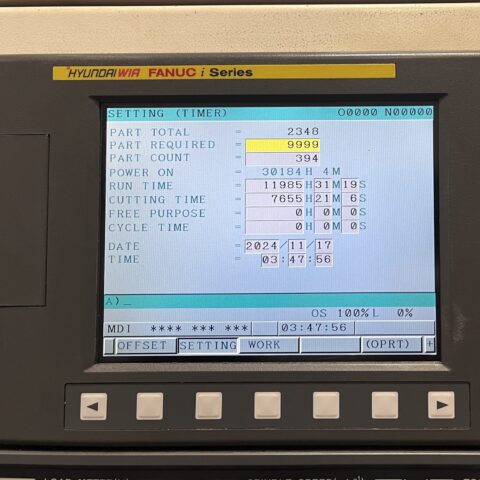 HYUNDAI WIA FANUC i Series
SETTING (TIMER) O0000 N00000
PART TOTAL = 2348
PART REQUIRED = 9999
PART COUNT = 394
POWER ON = 30184H 4M
RUN TIME = 11985H31M19S
CUTTING TIME = 7655H21M 6S
FREE PURPOSE = 0H 0M 0S
CYCLE TIME = 0H 0M 0S
DATE = 2024/11/17
TIME = 03:47:56
A)_
OS 100% L 0%
MDI **** *** *** 03:47:56
OFFSET SETTING WORK (OPRT) +